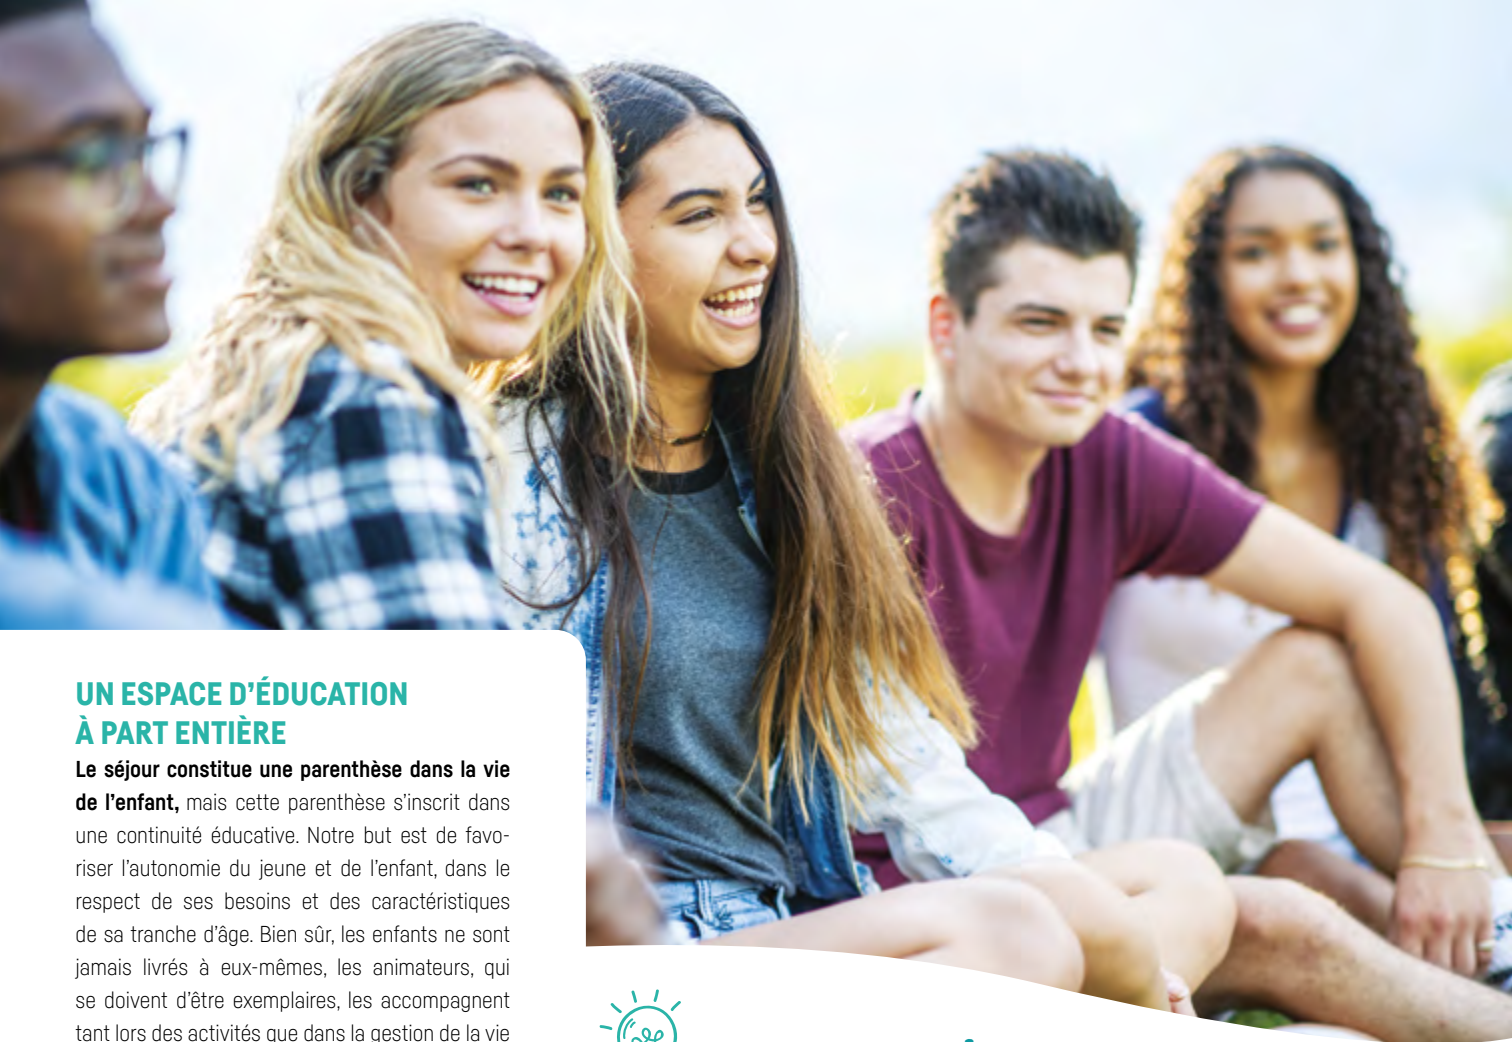 UN ESPACE D’ÉDUCATION
À PART ENTIÈRE
Le séjour constitue une parenthèse dans la vie
de l’enfant, mais cette parenthèse s’inscrit dans
une continuité éducative. Notre but est de favo-
riser l’autonomie du jeune et de l’enfant, dans le
respect de ses besoins et des caractéristiques
de sa tranche d’âge. Bien sûr, les enfants ne sont
jamais livrés à eux-mêmes, les animateurs, qui
se doivent d’être exemplaires, les accompagnent
tant lors des activités que dans la gestion de la vie